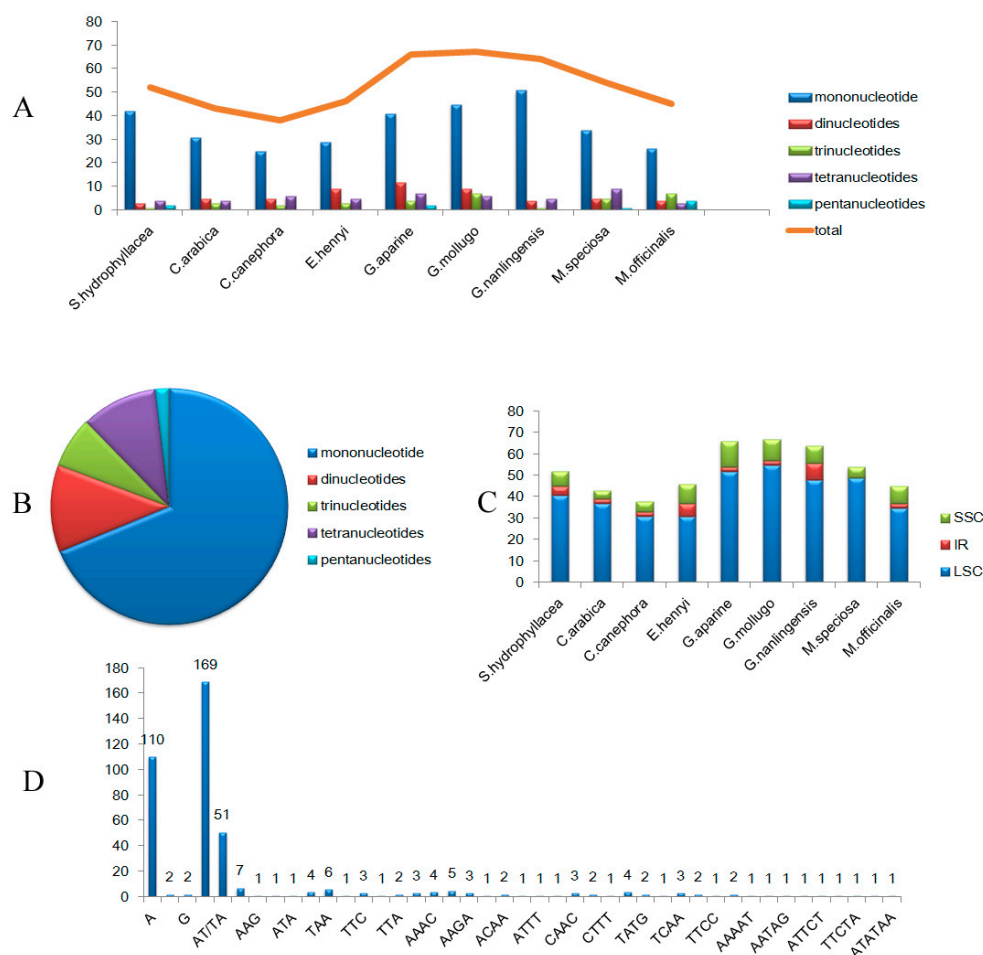 A
80
70
60
50
40
30
20
10
0
S.hydrophyllacea
C.arabica
C.canephora
E.henryi
G.aparine
G.mollugo
G.nanlingensis
M.speciosa
M.officinalis
mononucleotide
dinucleotides
trinucleotides
tetranucleotides
pentanucleotides
total
B
mononucleotide
dinucleotides
trinucleotides
tetranucleotides
pentanucleotides
C
80
70
60
50
40
30
20
10
0
S.hydrophyllacea
C.arabica
C.canephora
E.henryi
G.aparine
G.mollugo
G.nanlingensis
M.speciosa
M.officinalis
SSC
IR
LSC
D
180
160
140
120
100
80
60
40
20
0
110 2 2 169 51 7 1 1 1 4 6 1 3 1 2 3 4 5 3 1 2 1 1 1 3 2 1 4 2 1 3 2 1 2 1 1 1 1 1 1 1 1 1
A
G
AT/TA
AAG
ATA
TAA
TTC
TTA
AAAC
AAGA
ACAA
ATTT
CAAC
CTTT
TATG
TCAA
TTCC
AAAAT
AATAG
ATTCT
TTCTA
ATATAA